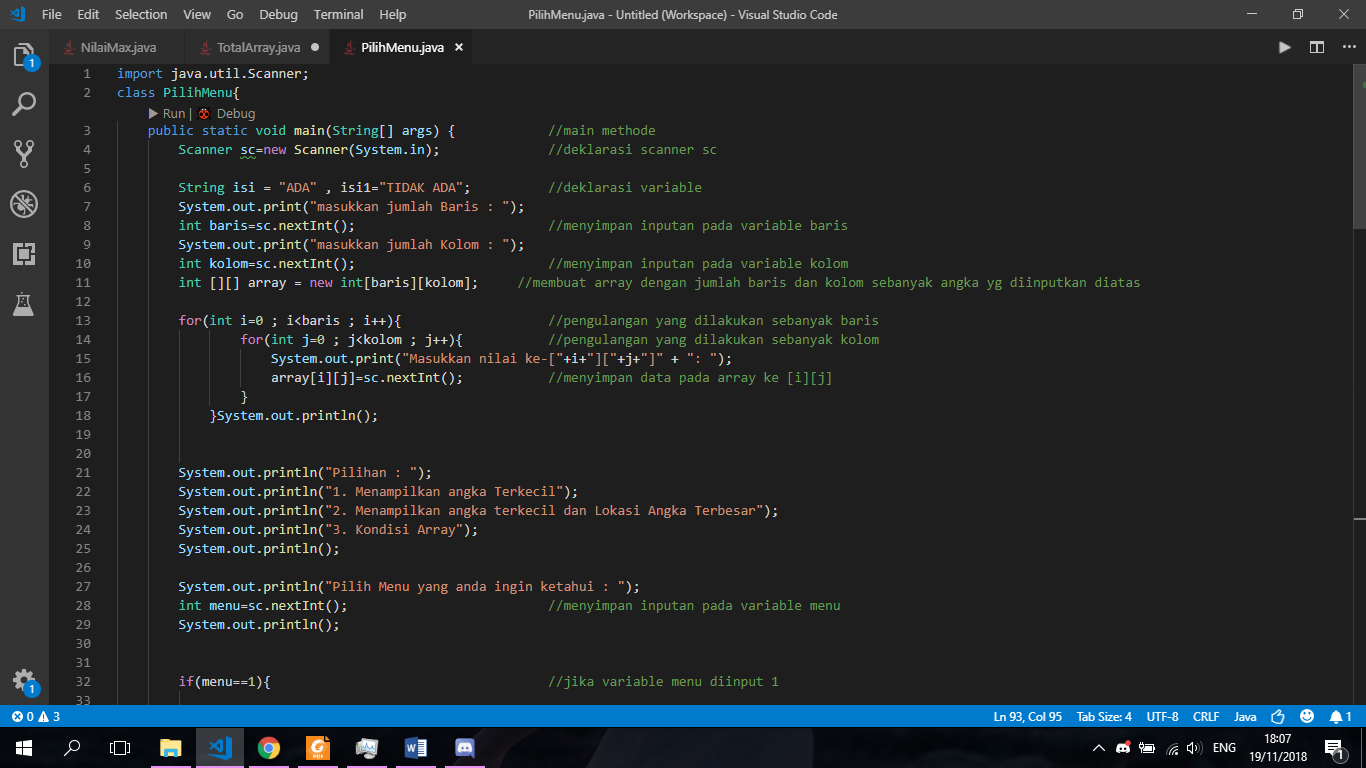 File Edit Selection View Go Debug Terminal Help PilihMenu.java - Untitled (Workspace) - Visual Studio Code
NilaiMax.java TotalArray.java PilihMenu.java
1 import java.util.Scanner;
2 class PilihMenu{
Run | Debug
3 public static void main(String[] args) { //main methode
4 Scanner sc=new Scanner(System.in); //deklarasi scanner sc
5
6 String isi = "ADA" , isi1="TIDAK ADA"; //deklarasi variable
7 System.out.print("masukkan jumlah Baris : ");
8 int baris=sc.nextInt(); //menyimpan inputan pada variable baris
9 System.out.print("masukkan jumlah Kolom : ");
10 int kolom=sc.nextInt(); //menyimpan inputan pada variable kolom
11 int [][] array = new int[baris][kolom]; //membuat array dengan jumlah baris dan kolom sebanyak angka yg diinputkan diatas
12
13 for(int i=0 ; i<baris ; i++){ //pengulangan yang dilakukan sebanyak baris
14 for(int j=0 ; j<kolom ; j++){ //pengulangan yang dilakukan sebanyak kolom
15 System.out.print("Masukkan nilai ke-["+i+"]["+j+"]" + ": ");
16 array[i][j]=sc.nextInt(); //menyimpan data pada array ke [i][j]
17 }
18 }System.out.println();
19
20
21 System.out.println("Pilihan : ");
22 System.out.println("1. Menampilkan angka Terkecil");
23 System.out.println("2. Menampilkan angka terkecil dan Lokasi Angka Terbesar");
24 System.out.println("3. Kondisi Array");
25 System.out.println();
26
27 System.out.println("Pilih Menu yang anda ingin ketahui : ");
28 int menu=sc.nextInt(); //menyimpan inputan pada variable menu
29 System.out.println();
30
31
32 if(menu==1){ //jika variable menu diinput 1
33
1
1
0 3 Ln 93, Col 95 Tab Size: 4 UTF-8 CRLF Java 1
ENG 18:07
19/11/2018 1